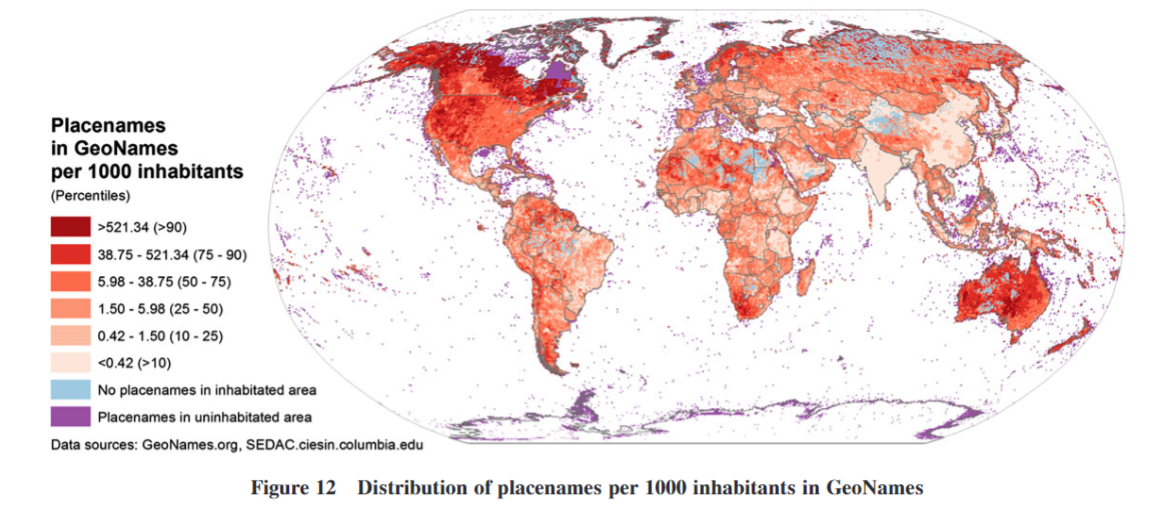 Placenames
in GeoNames
per 1000 inhabitants
(Percentiles)
>521.34 (>90)
38.75 - 521.34 (75 - 90)
5.98 - 38.75 (50 - 75)
1.50 - 5.98 (25 - 50)
0.42 - 1.50 (10 - 25)
<0.42 (>10)
No placenames in inhabitated area
Placenames in uninhabitated area
Data sources: GeoNames.org, SEDAC.ciesin.columbia.edu
Figure 12 Distribution of placenames per 1000 inhabitants in GeoNames